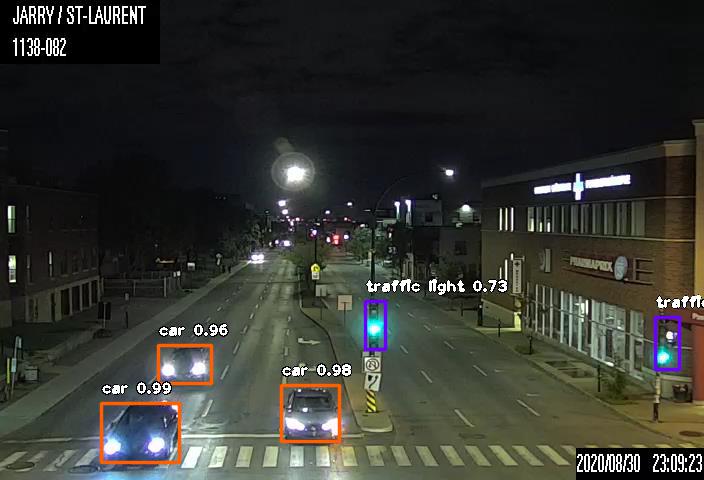 JARRY / ST-LAURENT
1138-082
traffic light 0.73
traffic
car 0.96
car 0.98
car 0.99
PHARMAPRIX
2020/08/30 23:09:23